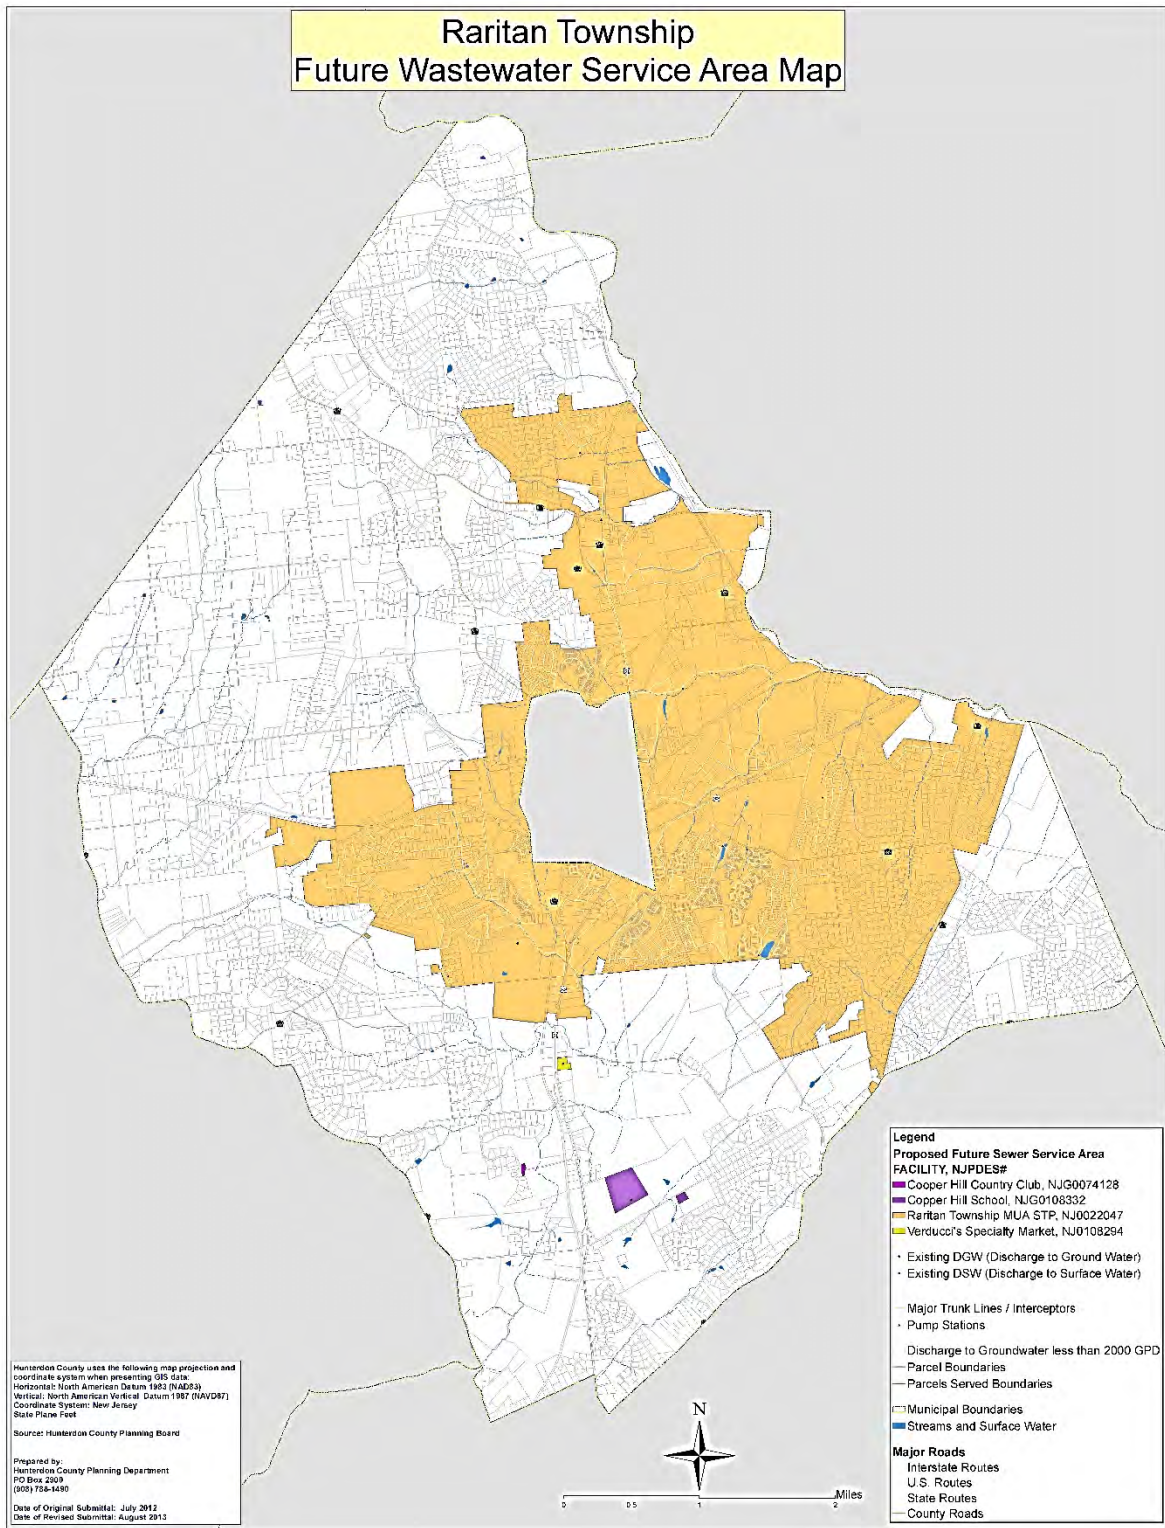 Raritan Township
Future Wastewater Service Area Map
Legend
Proposed Future Sewer Service Area
FACILITY, NJPDES#
Cooper Hill Country Club, NJG0074128
Copper Hill School, NJG0108332
Raritan Township MUA STP, NJ0022047
Verducci's Specialty Market, NJ0108294
Existing DGW (Discharge to Ground Water)
Existing DSW (Discharge to Surface Water)
Major Trunk Lines / Interceptors
Pump Stations
Discharge to Groundwater less than 2000 GPD
Parcel Boundaries
Parcels Served Boundaries
Municipal Boundaries
Streams and Surface Water
Major Roads
Interstate Routes
U.S. Routes
State Routes
County Roads
Hunterdon County uses the following map projection and
coordinate system when presenting GIS data:
Horizontal: North American Datum 1983 (NAD83)
Vertical: North American Vertical Datum 1987 (NAVD87)
Coordinate System: New Jersey
State Plane Feet
Source: Hunterdon County Planning Board
Prepared by:
Hunterdon County Planning Department
PO Box 2900
(908) 788-1490
Date of Original Submittal: July 2012
Date of Revised Submittal: August 2013
N
Miles
0 0.5 1 2